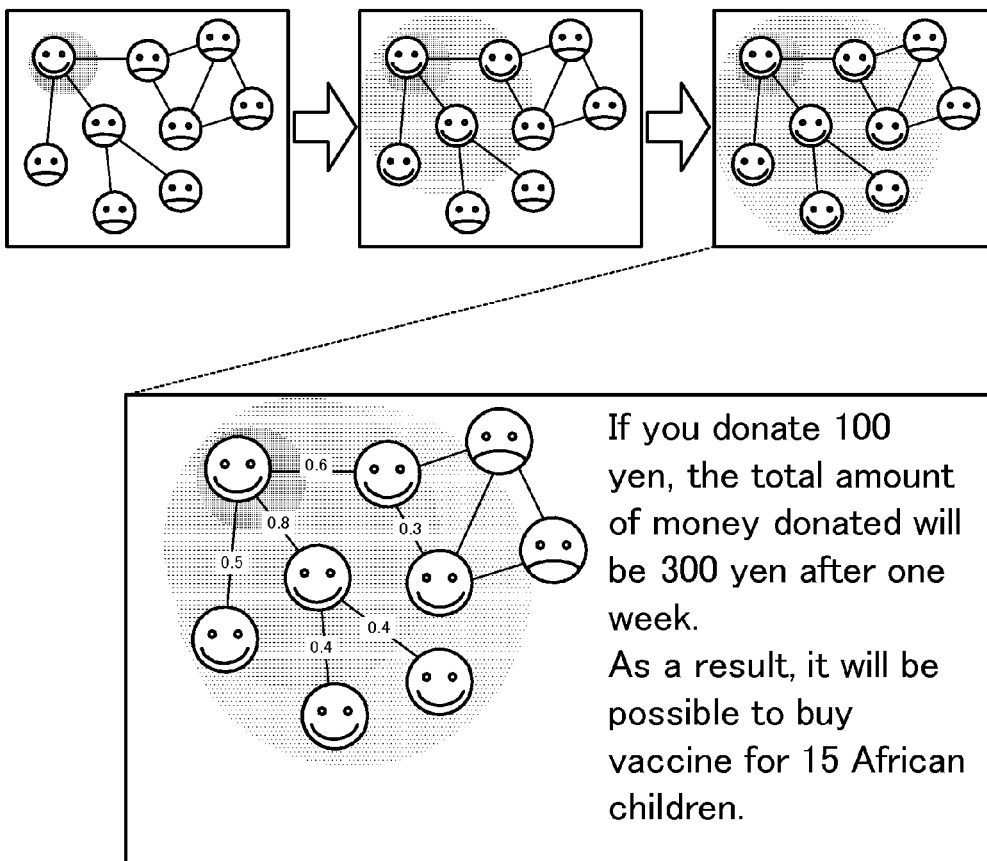 0.6
0.8
0.3
0.5
0.4
0.4
If you donate 100
yen, the total amount
of money donated will
be 300 yen after one
week.
As a result, it will be
possible to buy
vaccine for 15 African
children.